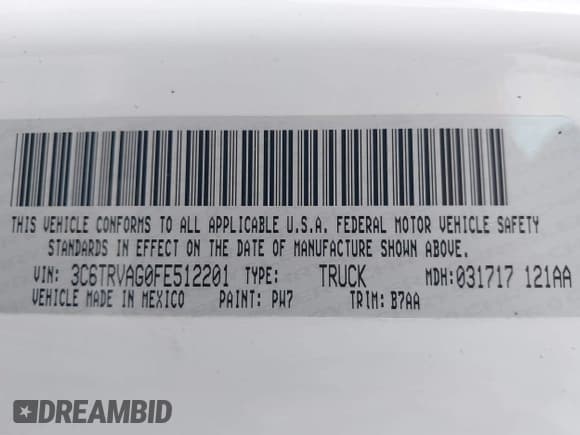 THIS VEHICLE CONFORMS TO ALL APPLICABLE U.S.A. FEDERAL MOTOR VEHICLE SAFETY
STANDARDS IN EFFECT ON THE DATE OF MANUFACTURE SHOWN ABOVE.
VIN: 3C6TRVAG0FE512201 TYPE: TRUCK MDH:031717 121AA
VEHICLE MADE IN MEXICO PAINT: PW7 TRIM: B7AA
DREAMBID